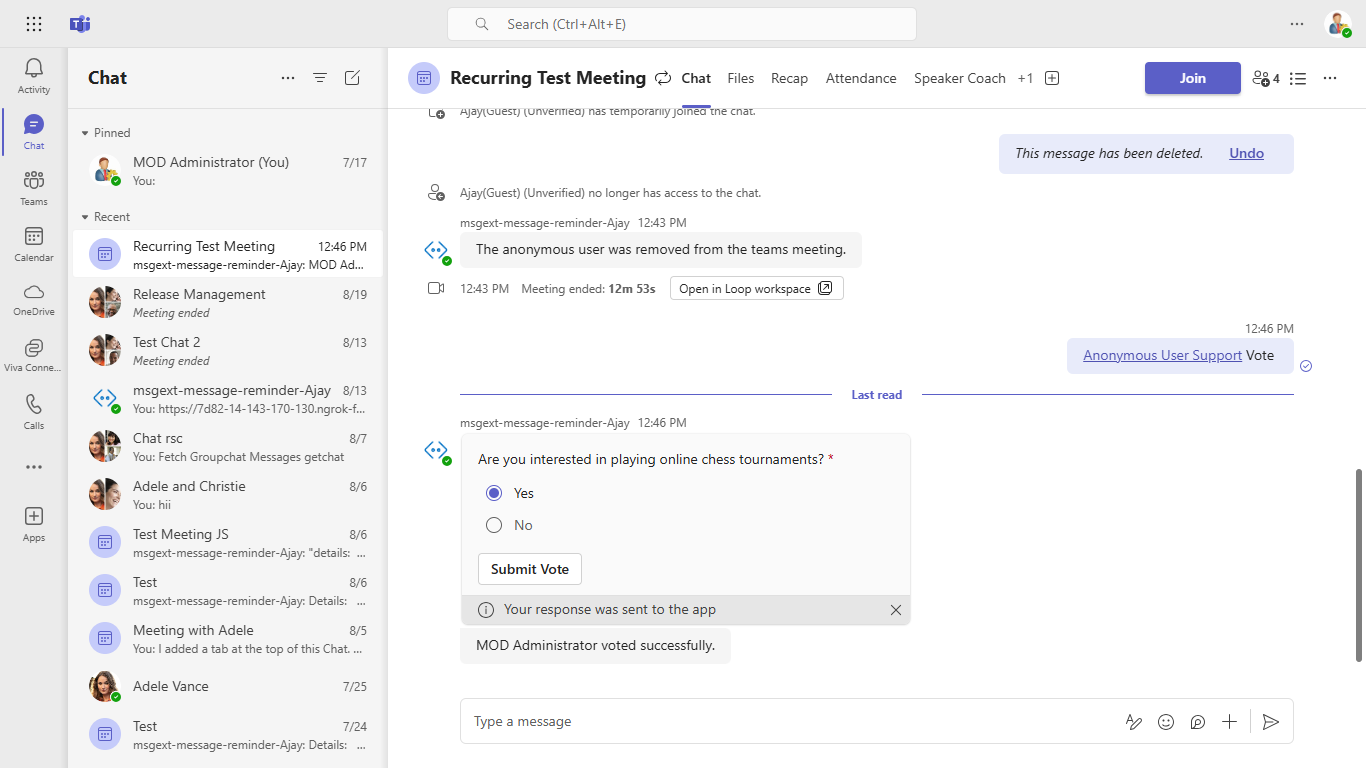 Search (Ctrl+Alt+E)
Activity
Chat
Teams
Calendar
OneDrive
Viva Conne...
Calls
Apps
Chat
Pinned
MOD Administrator (You) 7/17
You:
Recent
Recurring Test Meeting 12:46 PM
msgext-message-reminder-Ajay: MOD Ad...
Release Management 8/19
Meeting ended
Test Chat 2 8/13
Meeting ended
msgext-message-reminder-Ajay 8/13
You: https://7d82-14-143-170-130.ngrok-f...
Chat rsc 8/7
You: Fetch Groupchat Messages getchat
Adele and Christie 8/6
You: hii
Test Meeting JS 8/6
msgext-message-reminder-Ajay: "details: ...
Test 8/6
msgext-message-reminder-Ajay: Details: ...
Meeting with Adele 8/5
You: I added a tab at the top of this Chat. ...
Adele Vance 7/25
Test 7/24
msgext-message-reminder-Ajay: Details: ...
Recurring Test Meeting Chat Files Recap Attendance Speaker Coach +1 Join 4
Ajay(Guest) (Unverified) has temporarily joined the chat.
This message has been deleted. Undo
Ajay(Guest) (Unverified) no longer has access to the chat.
msgext-message-reminder-Ajay 12:43 PM
The anonymous user was removed from the teams meeting.
12:43 PM Meeting ended: 12m 53s Open in Loop workspace
12:46 PM
Anonymous User Support Vote
Last read
msgext-message-reminder-Ajay 12:46 PM
Are you interested in playing online chess tournaments? *
Yes
No
Submit Vote
Your response was sent to the app
MOD Administrator voted successfully.
Type a message